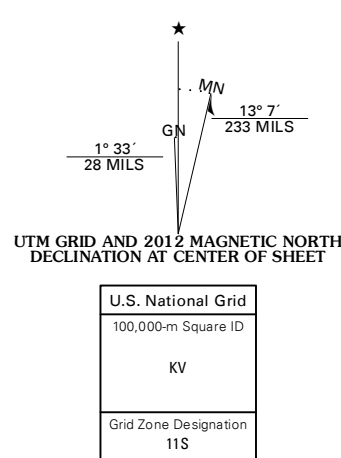 ★
MN
GN
13° 7´
233 MILS
1° 33´
28 MILS
UTM GRID AND 2012 MAGNETIC NORTH
DECLINATION AT CENTER OF SHEET
U.S. National Grid
100,000-m Square ID
KV
Grid Zone Designation
11S